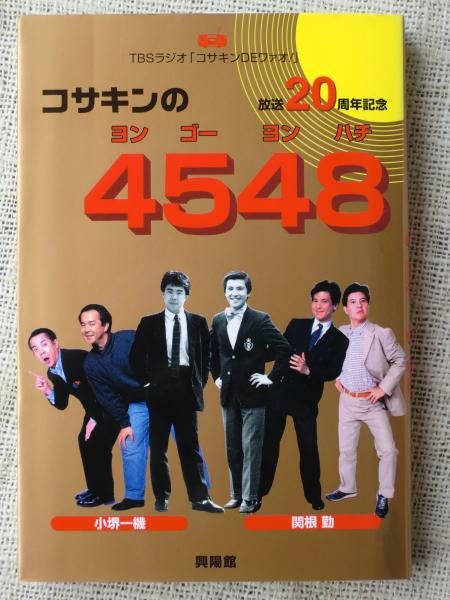 TBSラジオ「コサキンDEワァオ!」
コサキンの
放送20周年記念
ヨン ゴー ヨン ハチ
4548
小堺一機
関根 勤
興陽館